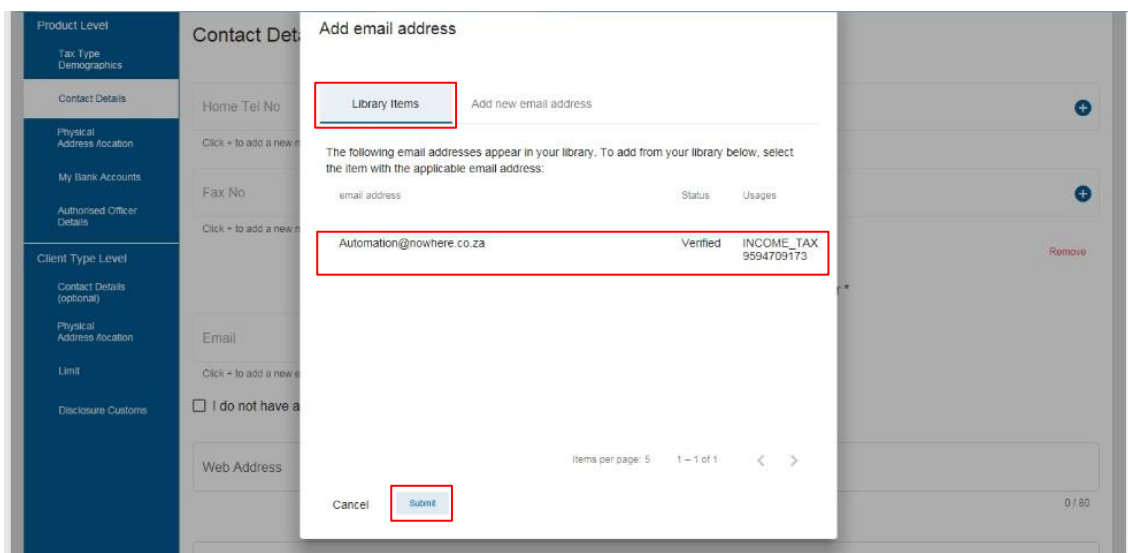 Product Level
Tax Type
Demographics
Contact Details
Physical
Address /location
My Bank Accounts
Authorised Officer
Details
Client Type Level
Contact Details
(optional)
Physical
Address /location
Limit
Disclosure Customs
Contact Deta
Home Tel No
Click + to add a new n
Fax No
Click + to add a new n
Remove
r *
Email
Click + to add a new e
I do not have a
Web Address
0 / 80
Add email address
Library Items
Add new email address
The following email addresses appear in your library. To add from your library below, select
the item with the applicable email address:
email address Status Usages
Automation@nowhere.co.za Verified INCOME_TAX
9594709173
Items per page: 5 1 – 1 of 1 < >
Cancel Submit